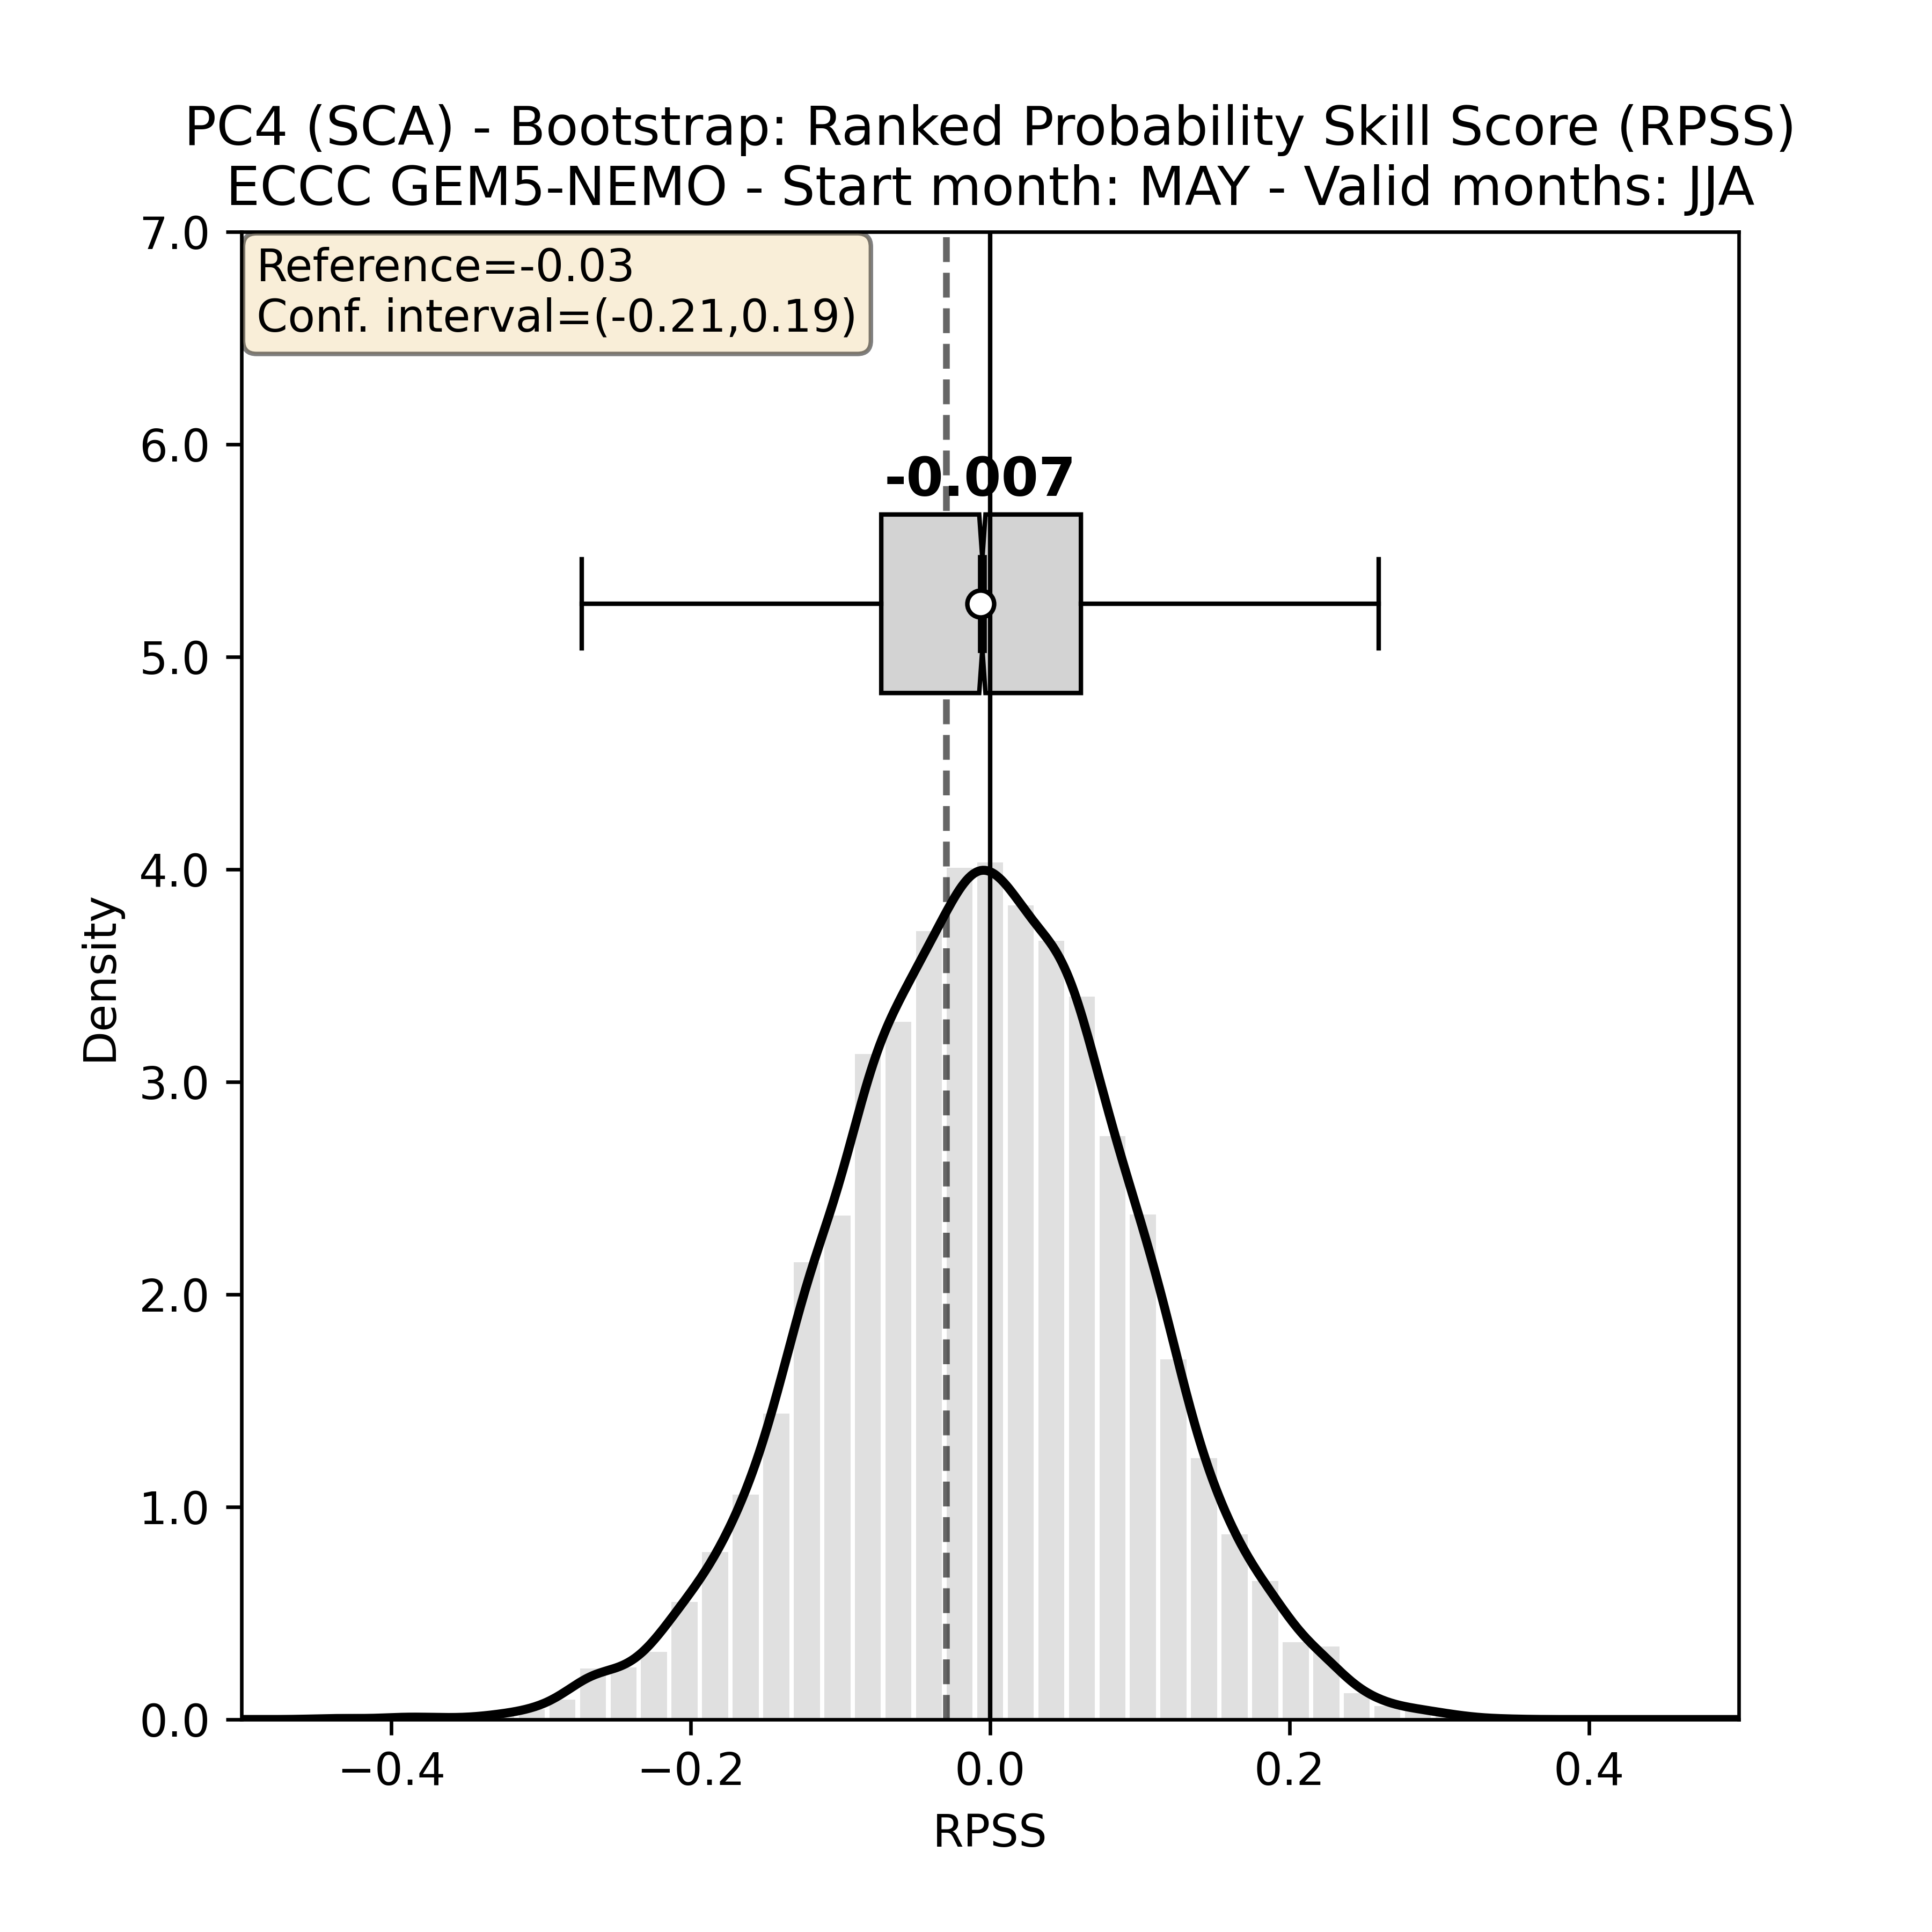 PC4 (SCA) - Bootstrap: Ranked Probability Skill Score (RPSS)
ECCC GEM5-NEMO - Start month: MAY - Valid months: JJA
7.0
Reference=-0.03
Conf. interval=(-0.21,0.19)
6.0
-0.007
5.0
4.0
Density
3.0
2.0
1.0
0.0
−0.4 −0.2 0.0 0.2 0.4
RPSS